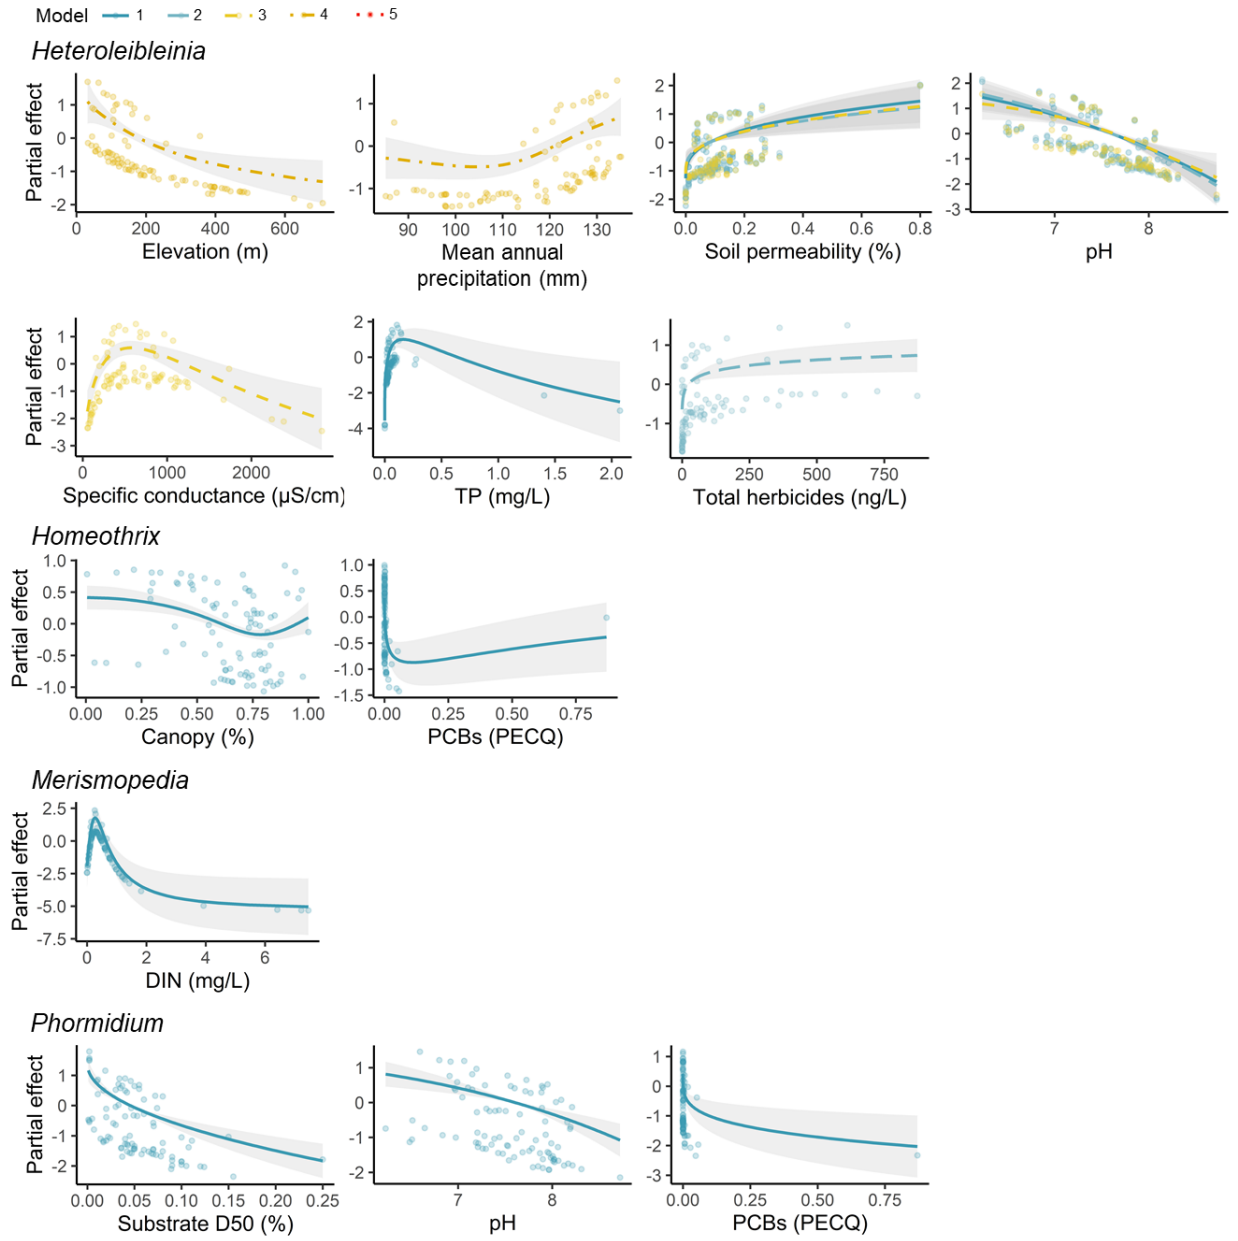 Model 1 2 3 4 5
Heteroleibleinia
Partial effect
1
0
-1
-2
0 200 400 600
Elevation (m)
1
0
-1
90 100 110 120 130
Mean annual
precipitation (mm)
2
1
0
-1
-2
0.0 0.2 0.4 0.6 0.8
Soil permeability (%)
2
1
0
-1
-2
-3
7 8
pH
Partial effect
1
0
-1
-2
-3
0 1000 2000
Specific conductance (µS/cm)
2
0
-2
-4
0.0 0.5 1.0 1.5 2.0
TP (mg/L)
1
0
-1
0 250 500 750
Total herbicides (ng/L)
Homeothrix
Partial effect
1.0
0.5
0.0
-0.5
-1.0
0.00 0.25 0.50 0.75 1.00
Canopy (%)
1.0
0.5
0.0
-0.5
-1.0
-1.5
0.00 0.25 0.50 0.75
PCBs (PECQ)
Merismopedia
Partial effect
2.5
0.0
-2.5
-5.0
-7.5
0 2 4 6
DIN (mg/L)
Phormidium
Partial effect
1
0
-1
-2
0.00 0.05 0.10 0.15 0.20 0.25
Substrate D50 (%)
1
0
-1
-2
7 8
pH
1
0
-1
-2
-3
0.00 0.25 0.50 0.75
PCBs (PECQ)